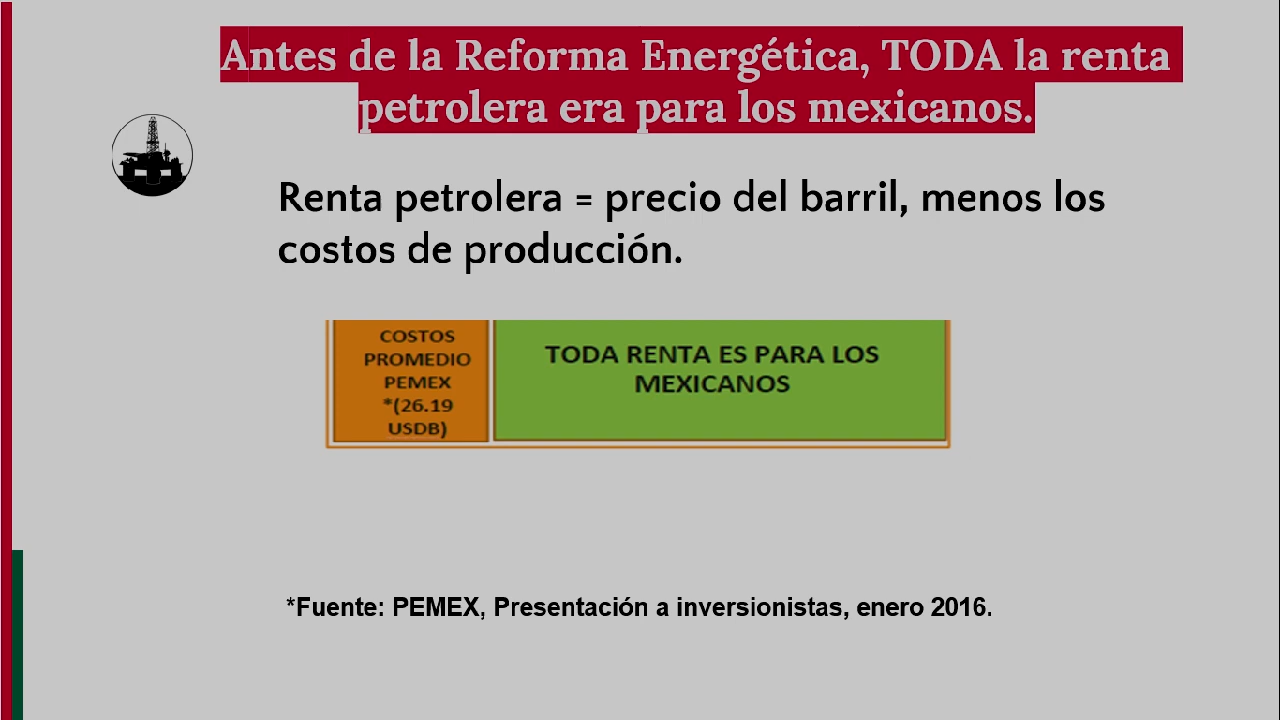 Antes de la Reforma Energética, TODA la renta
petrolera era para los mexicanos.
Renta petrolera = precio del barril, menos los
costos de producción.
COSTOS
PROMEDIO
PEMEX
*(26.19
USDB)
TODA RENTA ES PARA LOS
MEXICANOS
*Fuente: PEMEX, Presentación a inversionistas, enero 2016.